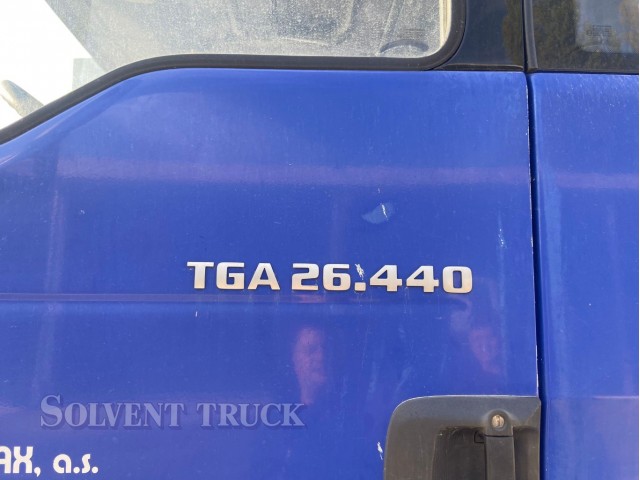 TGA 26.440
SOLVENT TRUCK
AX, a.s.